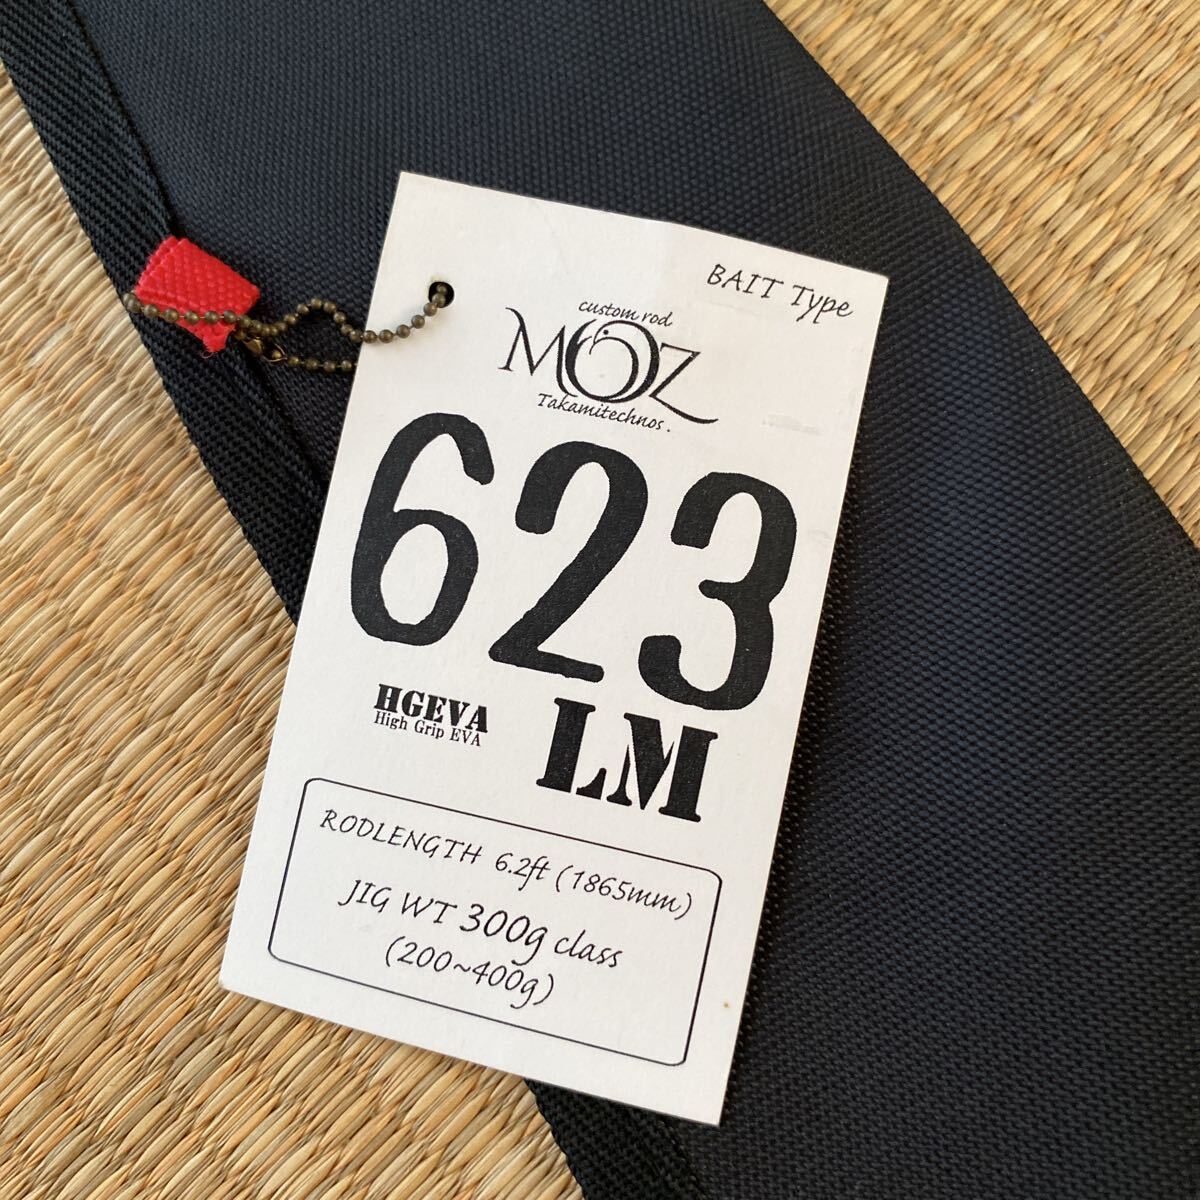 BAIT Type
custom rod
MOZ
Takamitechnos.
623
HGEVA
High Grip EVA
LM
RODLENGTH 6.2ft (1865mm)
JIG WT 300g class
(200~400g)